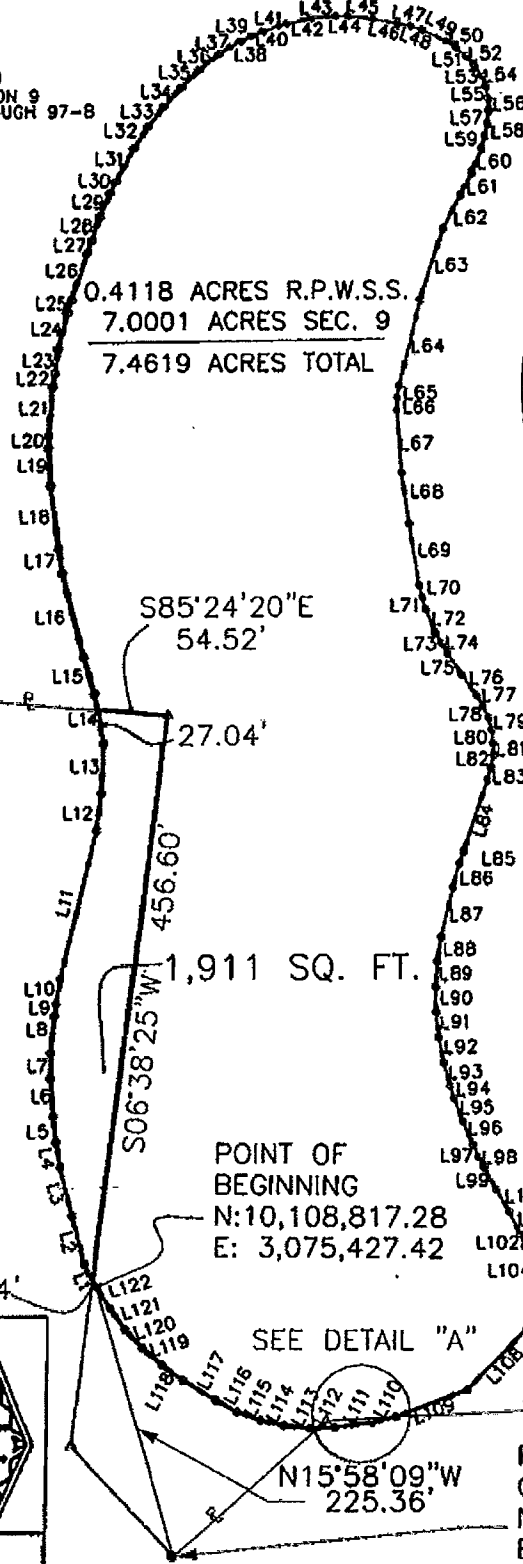 ON 9
UGH 97-8
L43
L45
L41
L39
L42
L44
L46
L47
L49
L40
L48
L50
L37
L38
L51
L52
L36
L53
L54
L35
L55
L34
L56
L33
L57
L58
L32
L59
L31
L60
L30
L61
L29
L28
L62
L27
L26
L63
0.4118 ACRES R.P.W.S.S.
7.0001 ACRES SEC. 9
7.4619 ACRES TOTAL
L25
L24
L64
L23
L22
L65
L66
L21
L20
L67
L19
L68
L18
L69
L17
L70
L71
L16
L72
S85°24'20"E
54.52'
L73
L74
L75
L15
L76
L77
L14
L78
L79
27.04'
L80
L81
L13
L82
L83
L12
L84
L85
L86
L11
L87
456.60'
S06°38'25"W
L88
1,911 SQ. FT.
L89
L10
L90
L9
L8
L91
L92
L7
L93
L6
L94
L95
L5
L96
L4
L97
L98
L99
L3
POINT OF
BEGINNING
N:10,108,817.28
E: 3,075,427.42
L2
L102
L104
4'
L1
L122
L121
L120
L119
L118
SEE DETAIL "A"
L117
L116
L115
L114
L113
L112
L111
L110
L109
L108
N15°58'09"W
225.36'